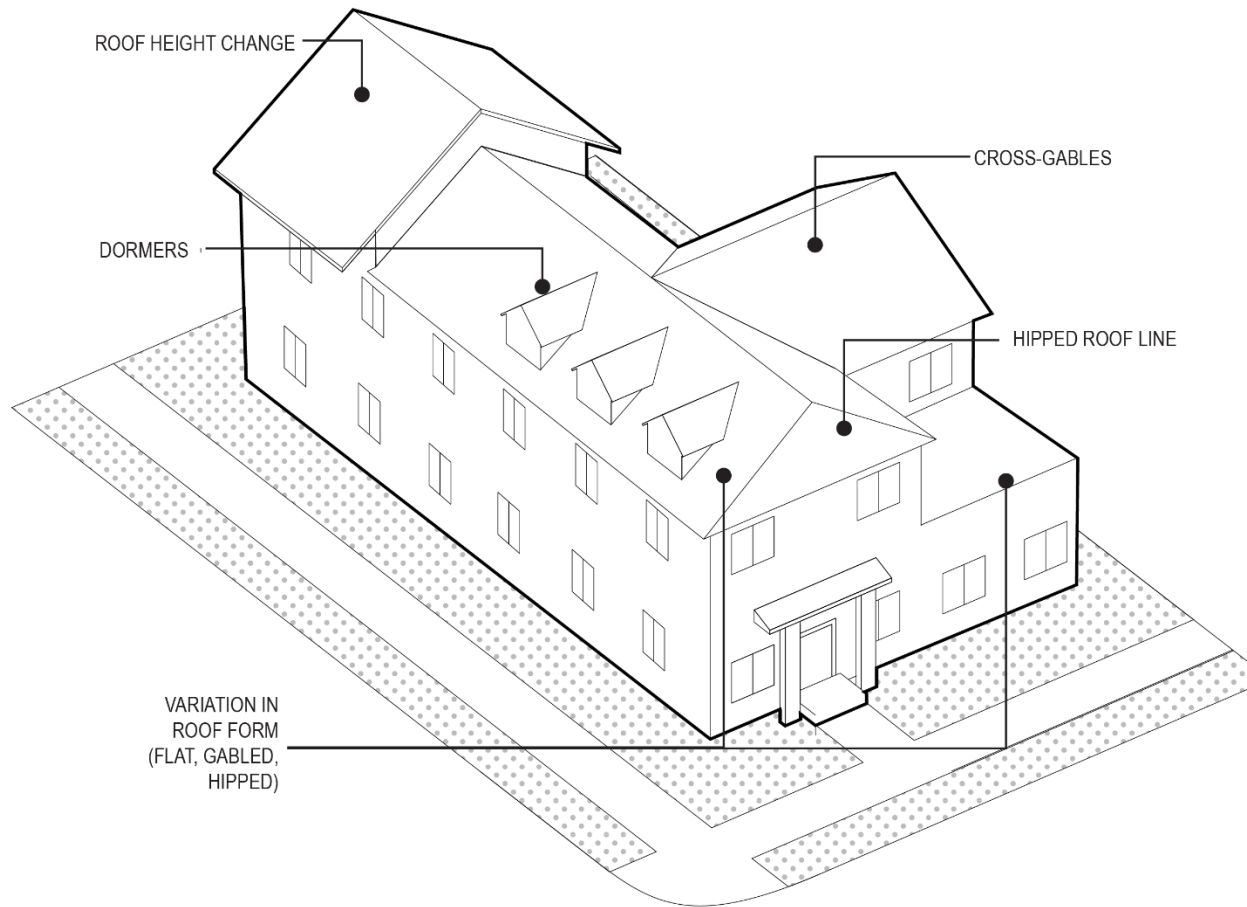 ROOF HEIGHT CHANGE
CROSS-GABLES
DORMERS
HIPPED ROOF LINE
VARIATION IN
ROOF FORM
(FLAT, GABLED,
HIPPED)